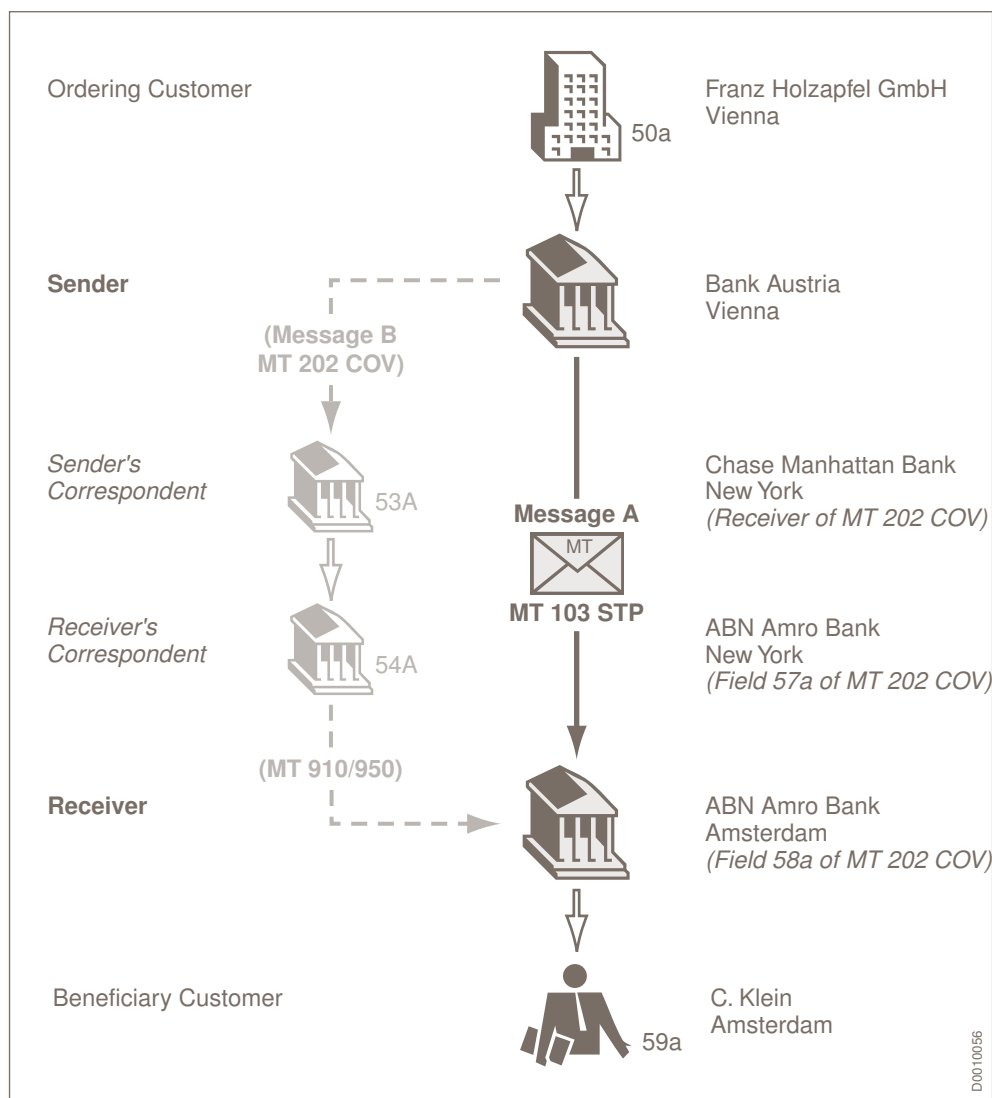 Ordering Customer
Franz Holzapfel GmbH
Vienna
50a
Sender
Bank Austria
Vienna
(Message B
MT 202 COV)
Sender's
Correspondent
53A
Chase Manhattan Bank
New York
(Receiver of MT 202 COV)
Message A
MT
MT 103 STP
Receiver's
Correspondent
54A
ABN Amro Bank
New York
(Field 57a of MT 202 COV)
(MT 910/950)
Receiver
ABN Amro Bank
Amsterdam
(Field 58a of MT 202 COV)
Beneficiary Customer
59a
C. Klein
Amsterdam
D0010056